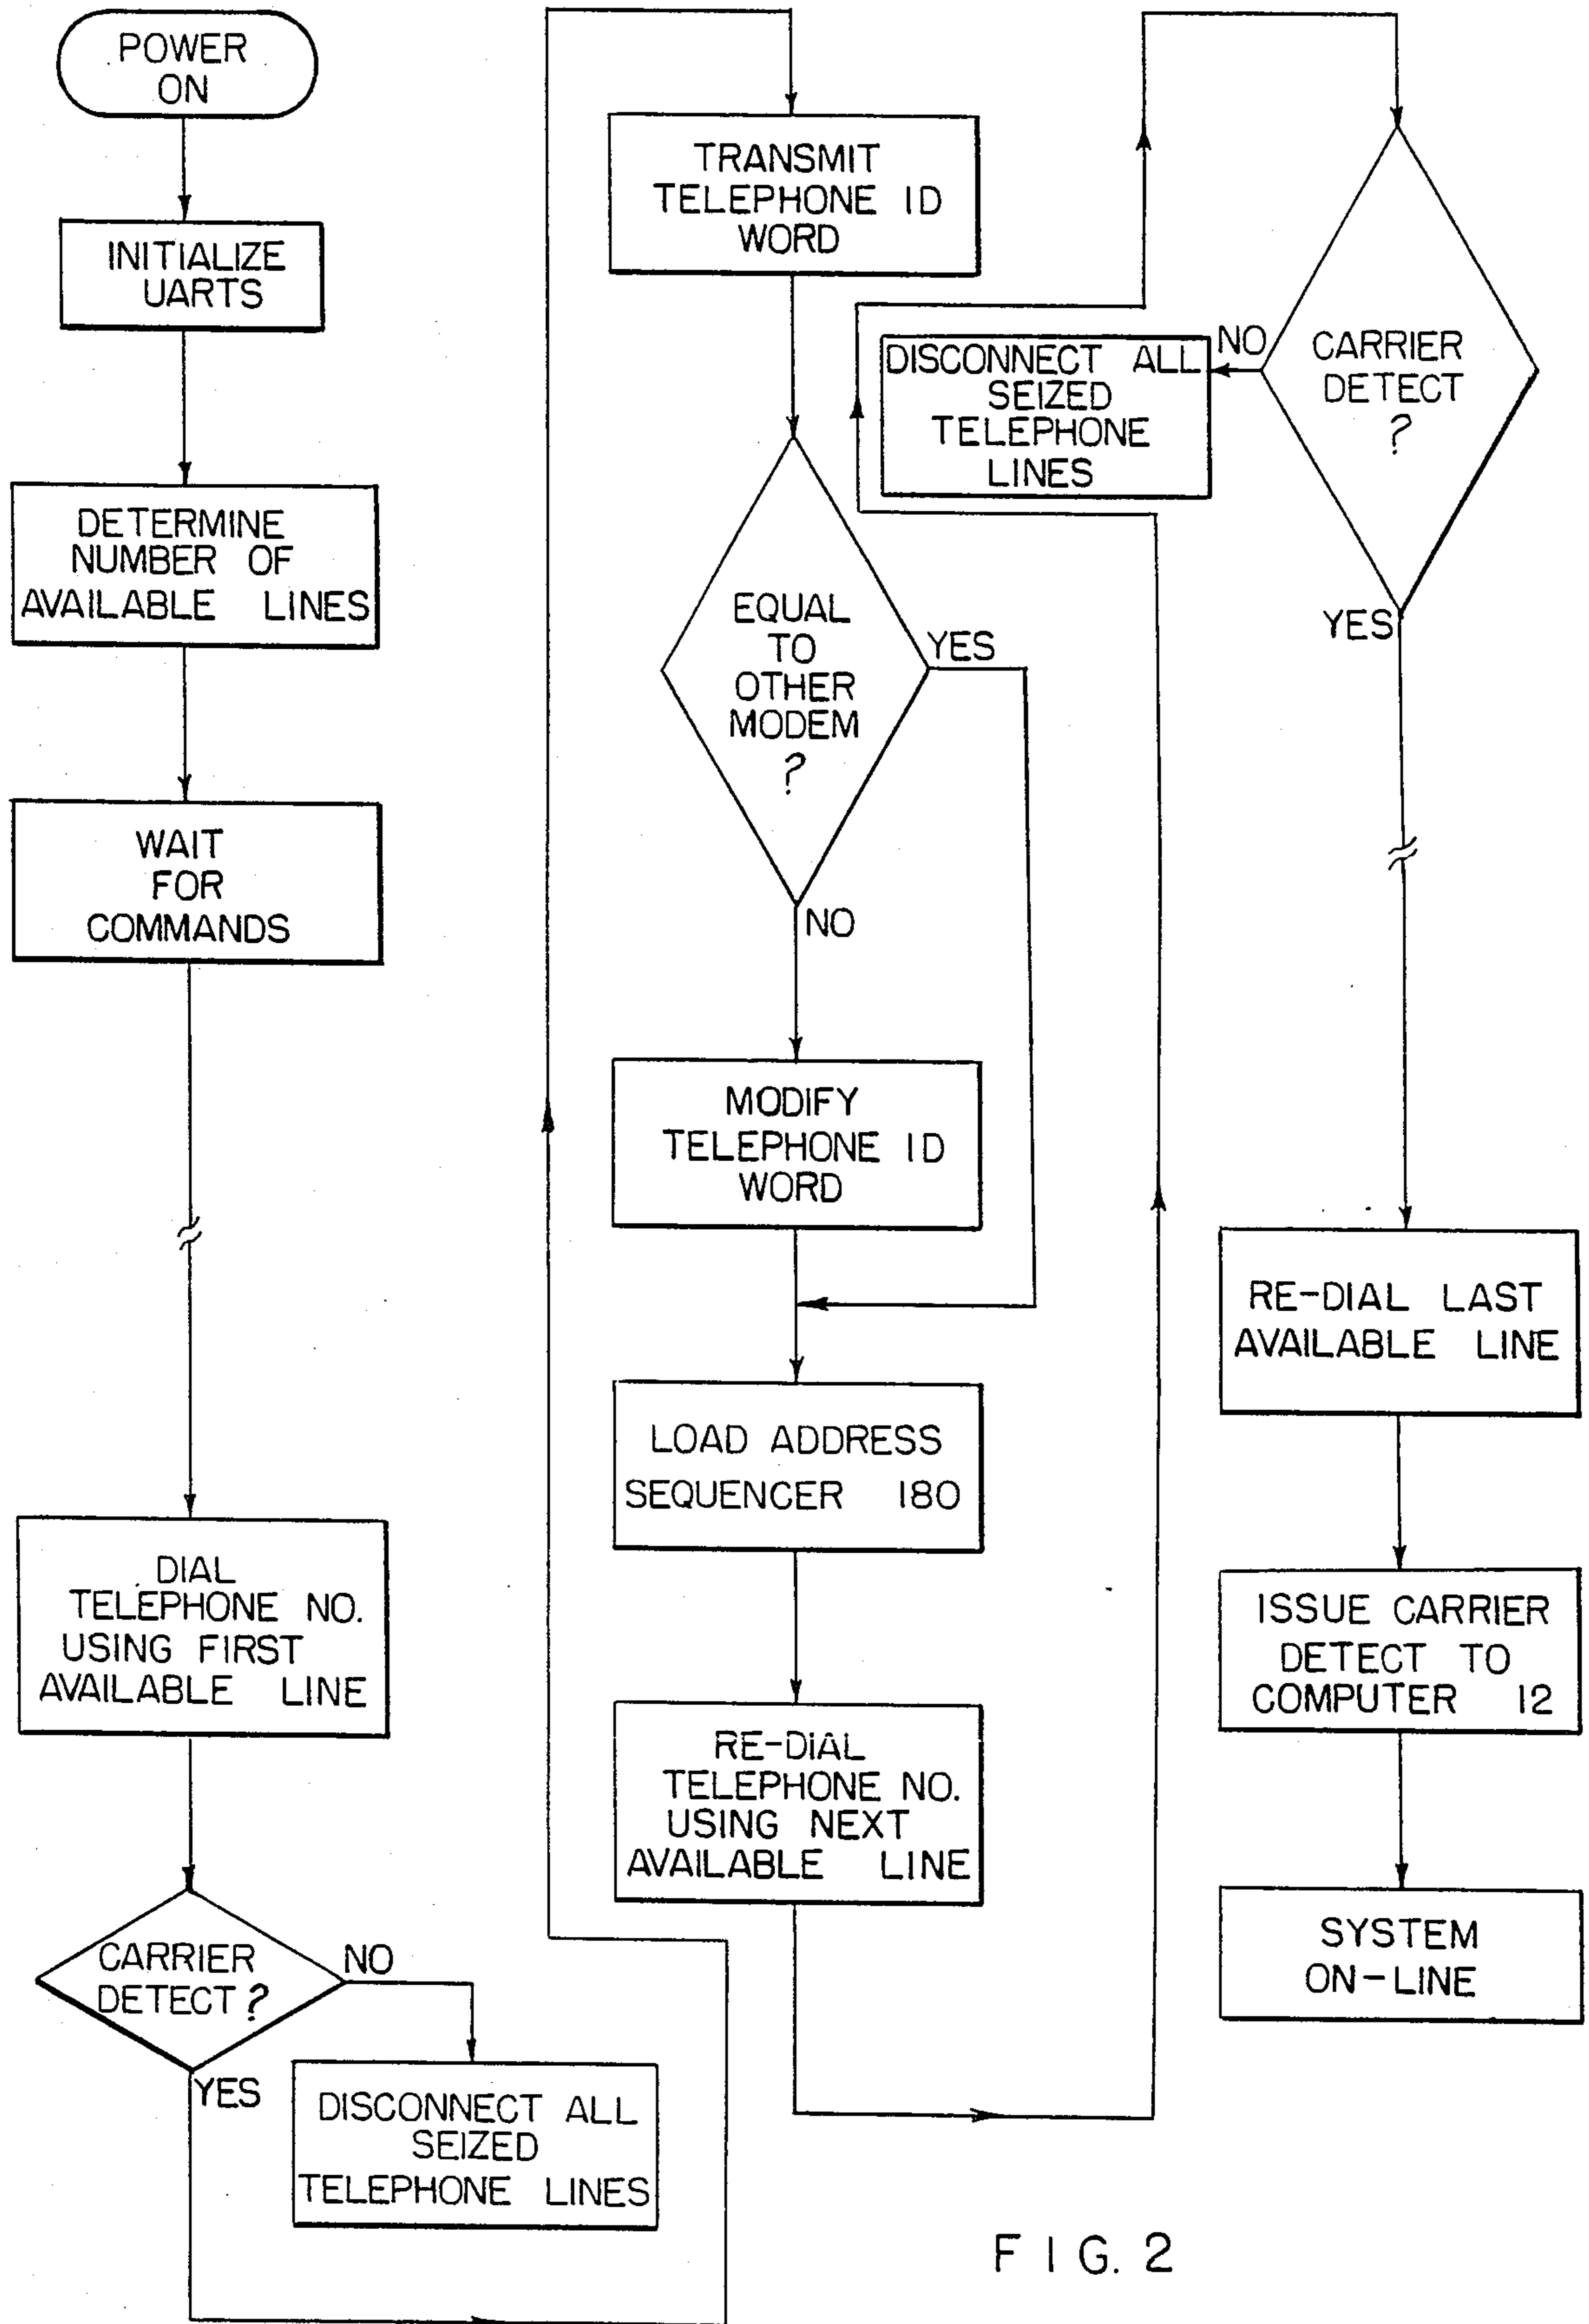 POWER
ON
INITIALIZE
UARTS
DETERMINE
NUMBER OF
AVAILABLE LINES
WAIT
FOR
COMMANDS
DIAL
TELEPHONE NO.
USING FIRST
AVAILABLE LINE
CARRIER
DETECT?
NO
YES
DISCONNECT ALL
SEIZED
TELEPHONE LINES
TRANSMIT
TELEPHONE ID
WORD
EQUAL
TO
OTHER
MODEM
?
YES
NO
MODIFY
TELEPHONE ID
WORD
LOAD ADDRESS
SEQUENCER 180
RE-DIAL
TELEPHONE NO.
USING NEXT
AVAILABLE LINE
CARRIER
DETECT
?
NO
DISCONNECT ALL
SEIZED
TELEPHONE
LINES
YES
RE-DIAL LAST
AVAILABLE LINE
ISSUE CARRIER
DETECT TO
COMPUTER 12
SYSTEM
ON-LINE
FIG. 2